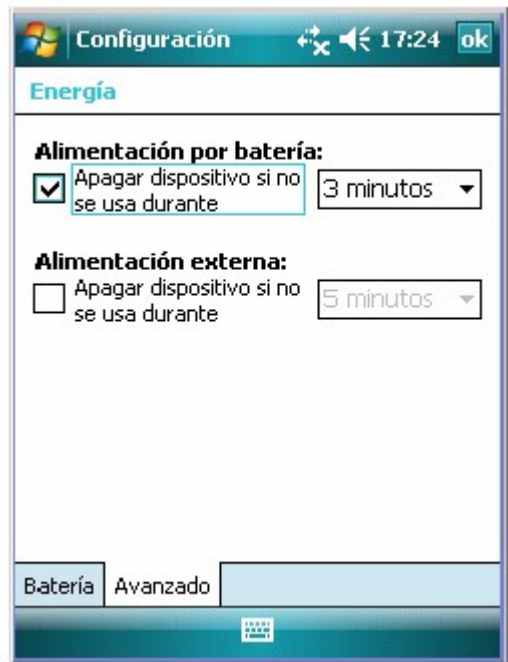 Configuración 17:24 ok
Energía
Alimentación por batería:
Apagar dispositivo si no
se usa durante
3 minutos
Alimentación externa:
Apagar dispositivo si no
se usa durante
5 minutos
Batería Avanzado